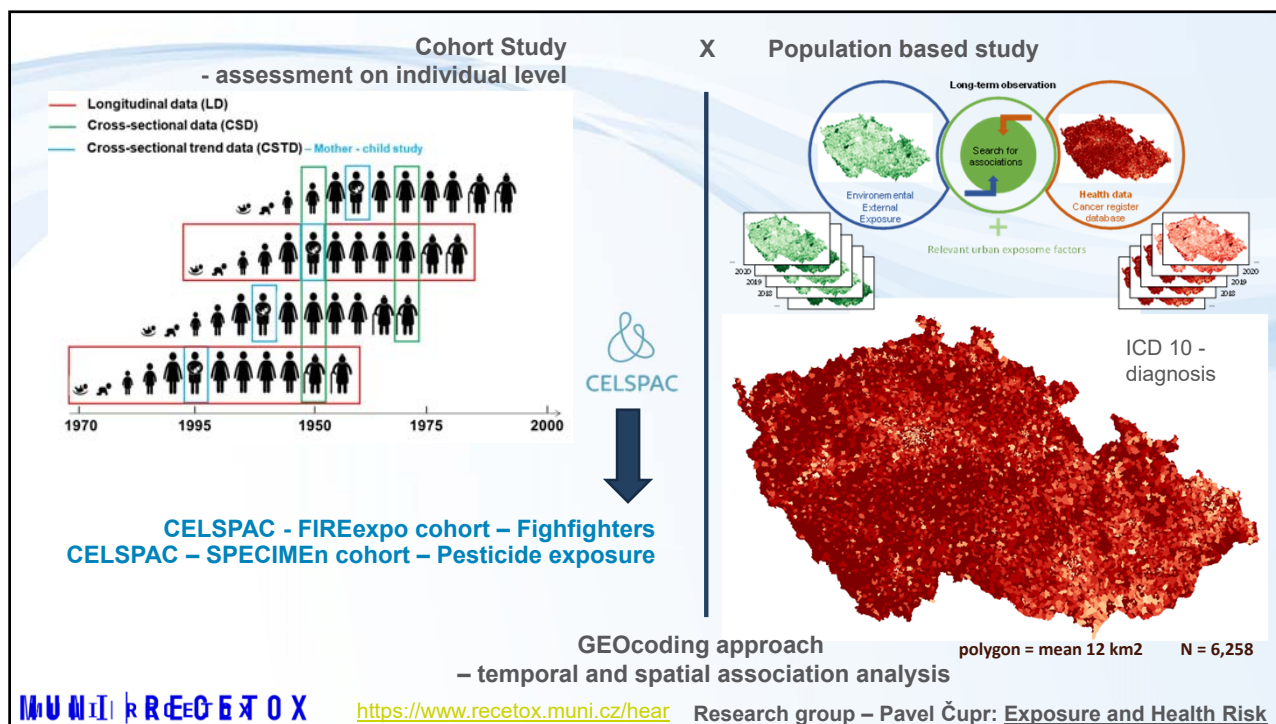 Cohort Study
- assessment on individual level
X
Population based study
Longitudinal data (LD)
Cross-sectional data (CSD)
Cross-sectional trend data (CSTD) – Mother - child study
1970
1995
1950
1975
2000
CELSPAC
CELSPAC - FIREexpo cohort – Fighfighters
CELSPAC – SPECIMEn cohort – Pesticide exposure
Long-term observation
Search for
associations
Environemental
External
Exposure
Health data
Cancer register
database
+
Relevant urban exposome factors
...
2020
2019
2018
...
...
2020
2019
2018
...
ICD 10 -
diagnosis
polygon = mean 12 km2
N = 6,258
GEOcoding approach
– temporal and spatial association analysis
MUNI RECETOX
https://www.recetox.muni.cz/hear
Research group – Pavel Čupr: Exposure and Health Risk